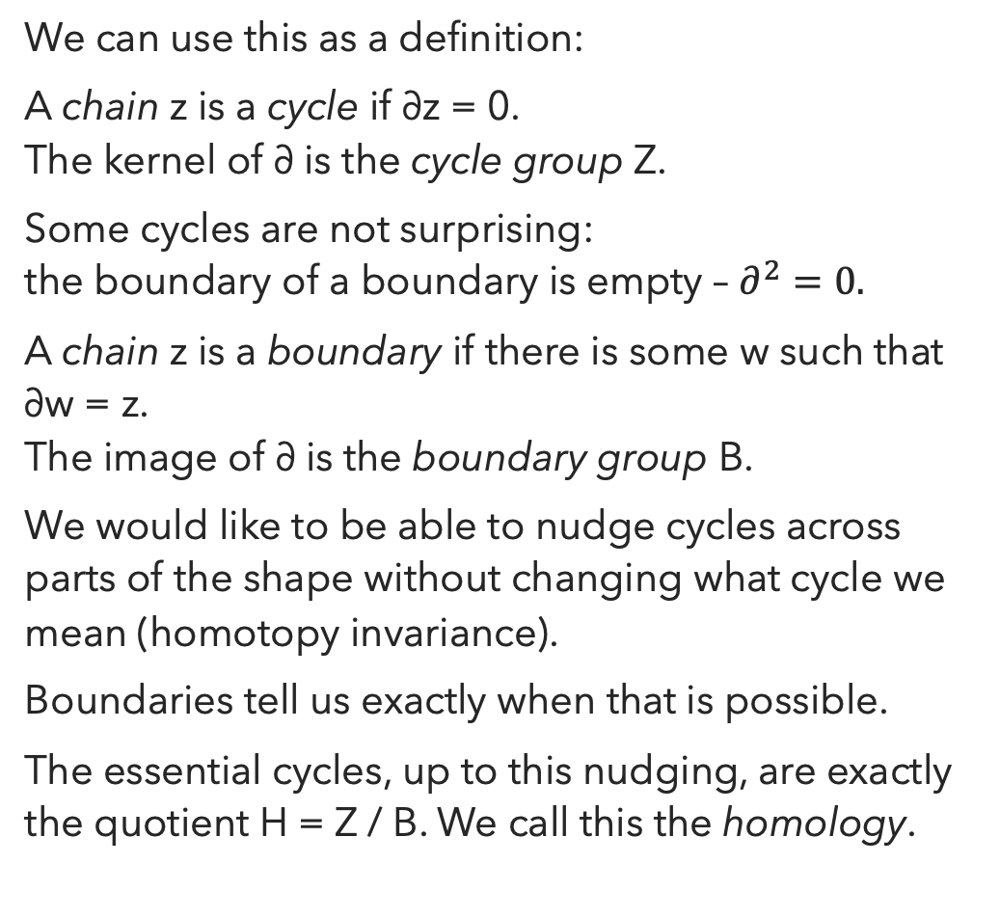 We can use this as a definition:
A chain z is a cycle if ∂z = 0.
The kernel of ∂ is the cycle group Z.
Some cycles are not surprising:
the boundary of a boundary is empty – ∂² = 0.
A chain z is a boundary if there is some w such that
∂w = z.
The image of ∂ is the boundary group B.
We would like to be able to nudge cycles across
parts of the shape without changing what cycle we
mean (homotopy invariance).
Boundaries tell us exactly when that is possible.
The essential cycles, up to this nudging, are exactly
the quotient H = Z / B. We call this the homology.